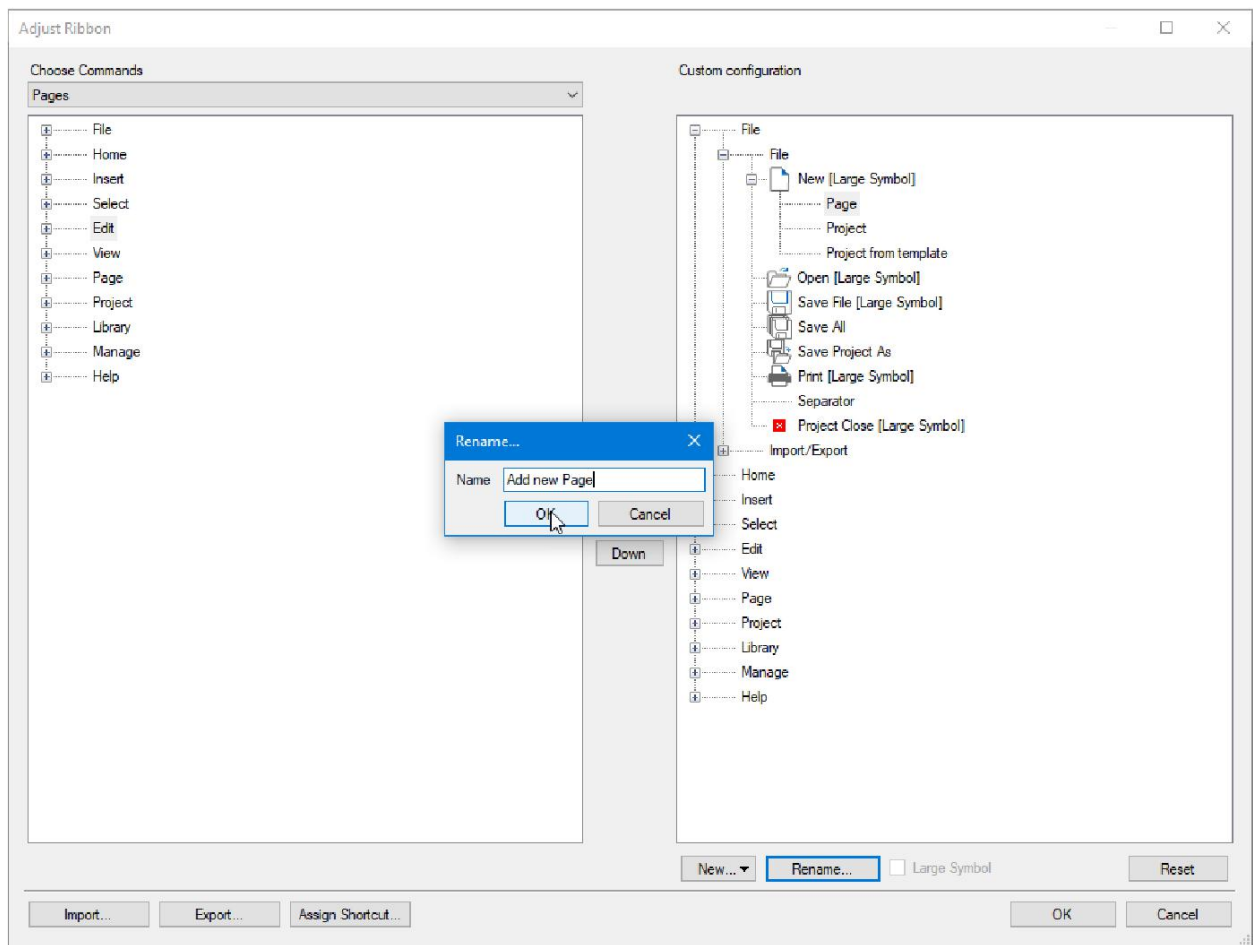 Adjust Ribbon
Choose Commands
Pages
File
Home
Insert
Select
Edit
View
Page
Project
Library
Manage
Help
Custom configuration
File
File
New [Large Symbol]
Page
Project
Project from template
Open [Large Symbol]
Save File [Large Symbol]
Save All
Save Project As
Print [Large Symbol]
Separator
Project Close [Large Symbol]
Import/Export
Home
Insert
Select
Edit
View
Page
Project
Library
Manage
Help
Rename...
Name Add new Page
OK Cancel
Down
New... Rename... Large Symbol Reset
Import... Export... Assign Shortcut... OK Cancel